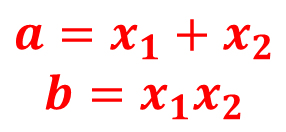 a = x₁ + x₂
b = x₁x₂